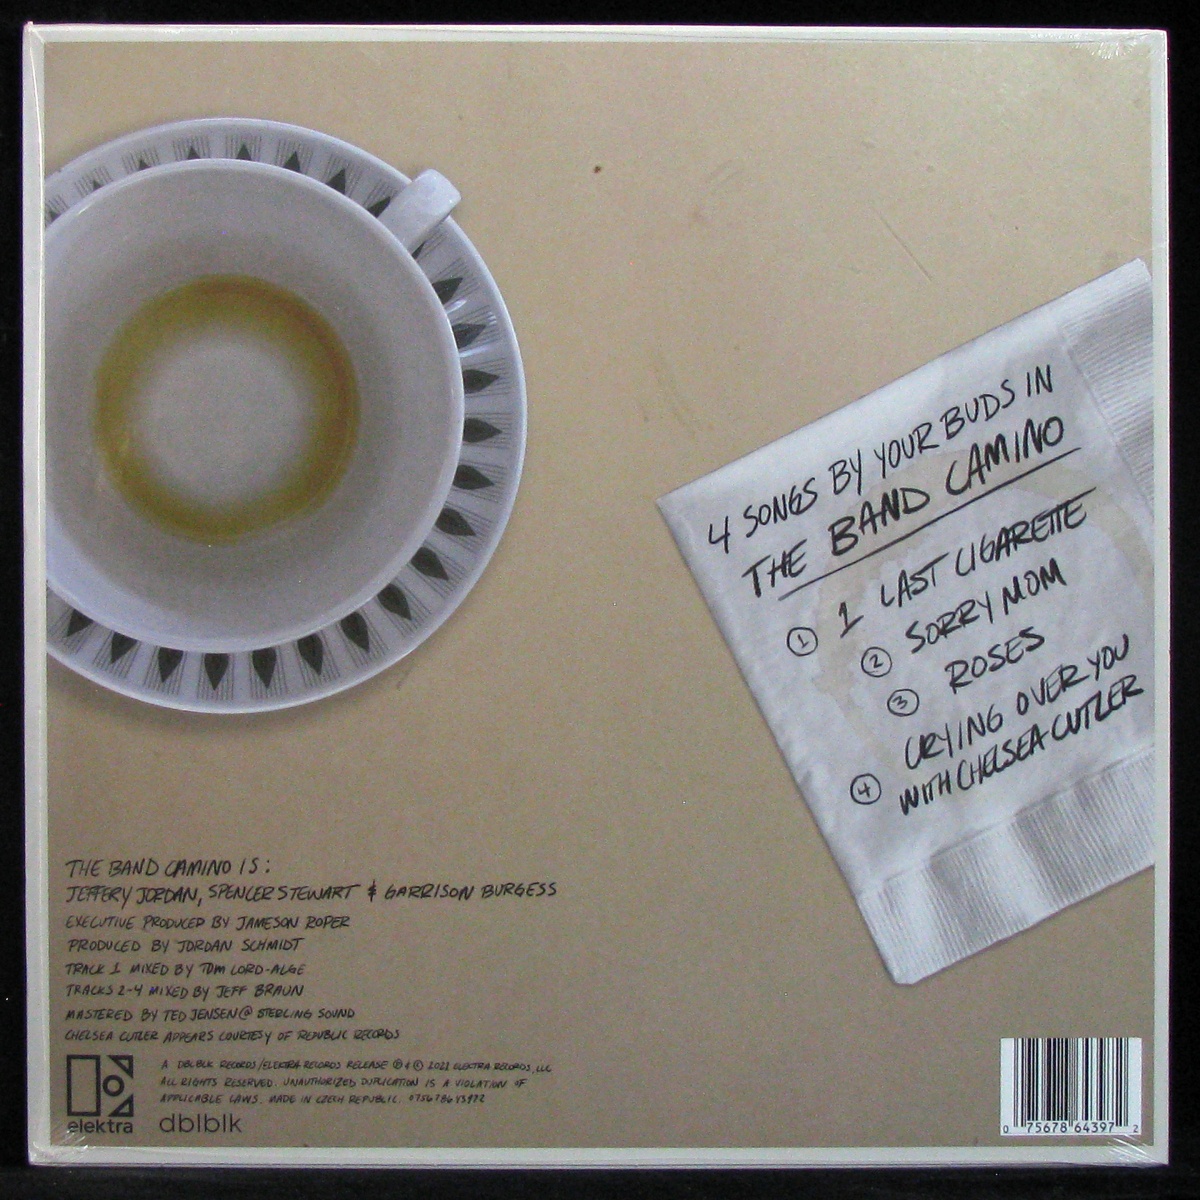 4 SONGS BY YOUR BUDS IN
THE BAND CAMINO
① 1 LAST CIGARETTE
② SORRY MOM
③ ROSES
④ CRYING OVER YOU
WITH CHELSEA CUTLER
THE BAND CAMINO IS:
JEFFERY JORDAN, SPENCER STEWART & GARRISON BURGESS
EXECUTIVE PRODUCED BY JAMESON ROPER
PRODUCED BY JORDAN SCHMIDT
TRACK 1 MIXED BY TOM LORD-ALGE
TRACKS 2-4 MIXED BY JEFF BRAUN
MASTERED BY TED JENSEN @ STERLING SOUND
CHELSEA CUTLER APPEARS COURTESY OF REPUBLIC RECORDS
A DBLBLK RECORDS/ELEKTRA RECORDS RELEASE ℗ & © 2021 ELEKTRA RECORDS, LLC
ALL RIGHTS RESERVED. UNAUTHORIZED DUPLICATION IS A VIOLATION OF
APPLICABLE LAWS. MADE IN CZECH REPUBLIC. 075678643972
elektra
dblblk
0 75678 64397 2